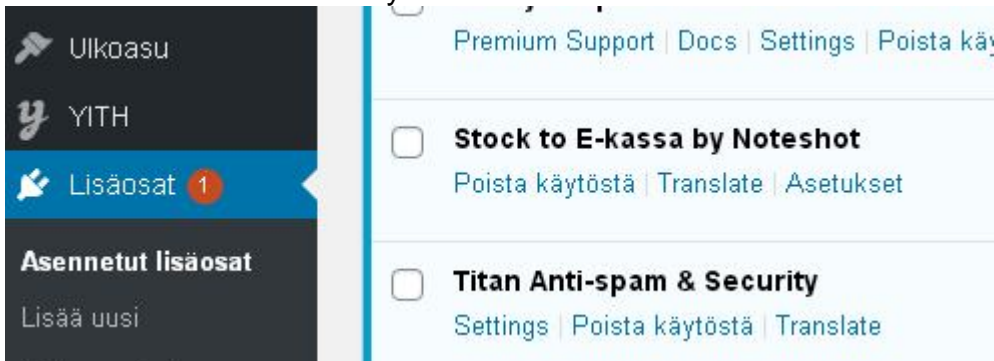 Ulkoasu
YITH
Lisäosat 1
Asennetut lisäosat
Lisää uusi
Premium Support | Docs | Settings | Poista
Stock to E-kassa by Noteshot
Poista käytöstä | Translate | Asetukset
Titan Anti-spam & Security
Settings | Poista käytöstä | Translate